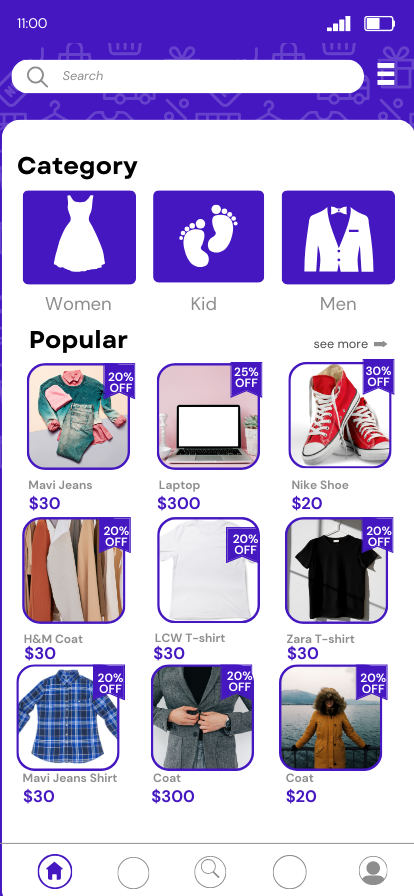 11:00
Search
Category
Women
Kid
Men
Popular
see more
20%
OFF
25%
OFF
30%
OFF
Mavi Jeans
Laptop
Nike Shoe
$30
$300
$20
20%
OFF
20%
OFF
20%
OFF
H&M Coat
LCW T-shirt
Zara T-shirt
$30
$30
$30
20%
OFF
20%
OFF
20%
OFF
Mavi Jeans Shirt
Coat
Coat
$30
$300
$20